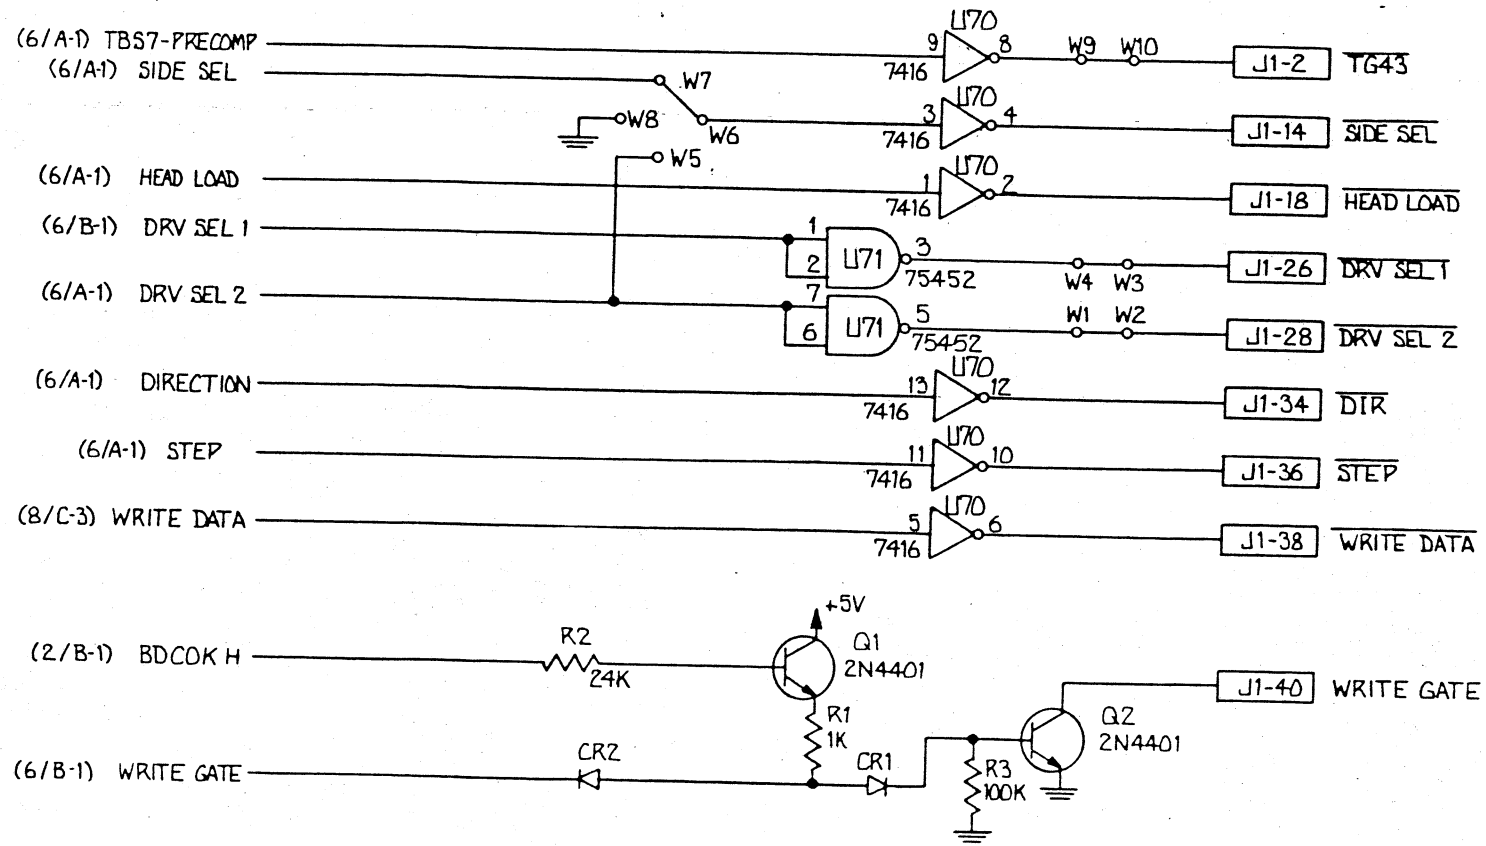 U70
(6/A-1) TBS7-PRECOMP 9 8 W9 W10 J1-2 TG43
7416
(6/A-1) SIDE SEL W7
U70
W8 W6 3 4 J1-14 SIDE SEL
7416
W5
U70
(6/A-1) HEAD LOAD 1 2 J1-18 HEAD LOAD
7416
(6/B-1) DRV SEL 1 1
2 U71 3 J1-26 DRV SEL 1
75452 W4 W3
(6/A-1) DRV SEL 2 7
6 U71 5 W1 W2 J1-28 DRV SEL 2
75452
U70
(6/A-1) DIRECTION 13 12 J1-34 DIR
7416
U70
(6/A-1) STEP 11 10 J1-36 STEP
7416
U70
(8/C-3) WRITE DATA 5 6 J1-38 WRITE DATA
7416
+5V
(2/B-1) BDCOK H R2 Q1
24K 2N4401
J1-40 WRITE GATE
R1 Q2
1K 2N4401
(6/B-1) WRITE GATE CR2 CR1 R3
100K